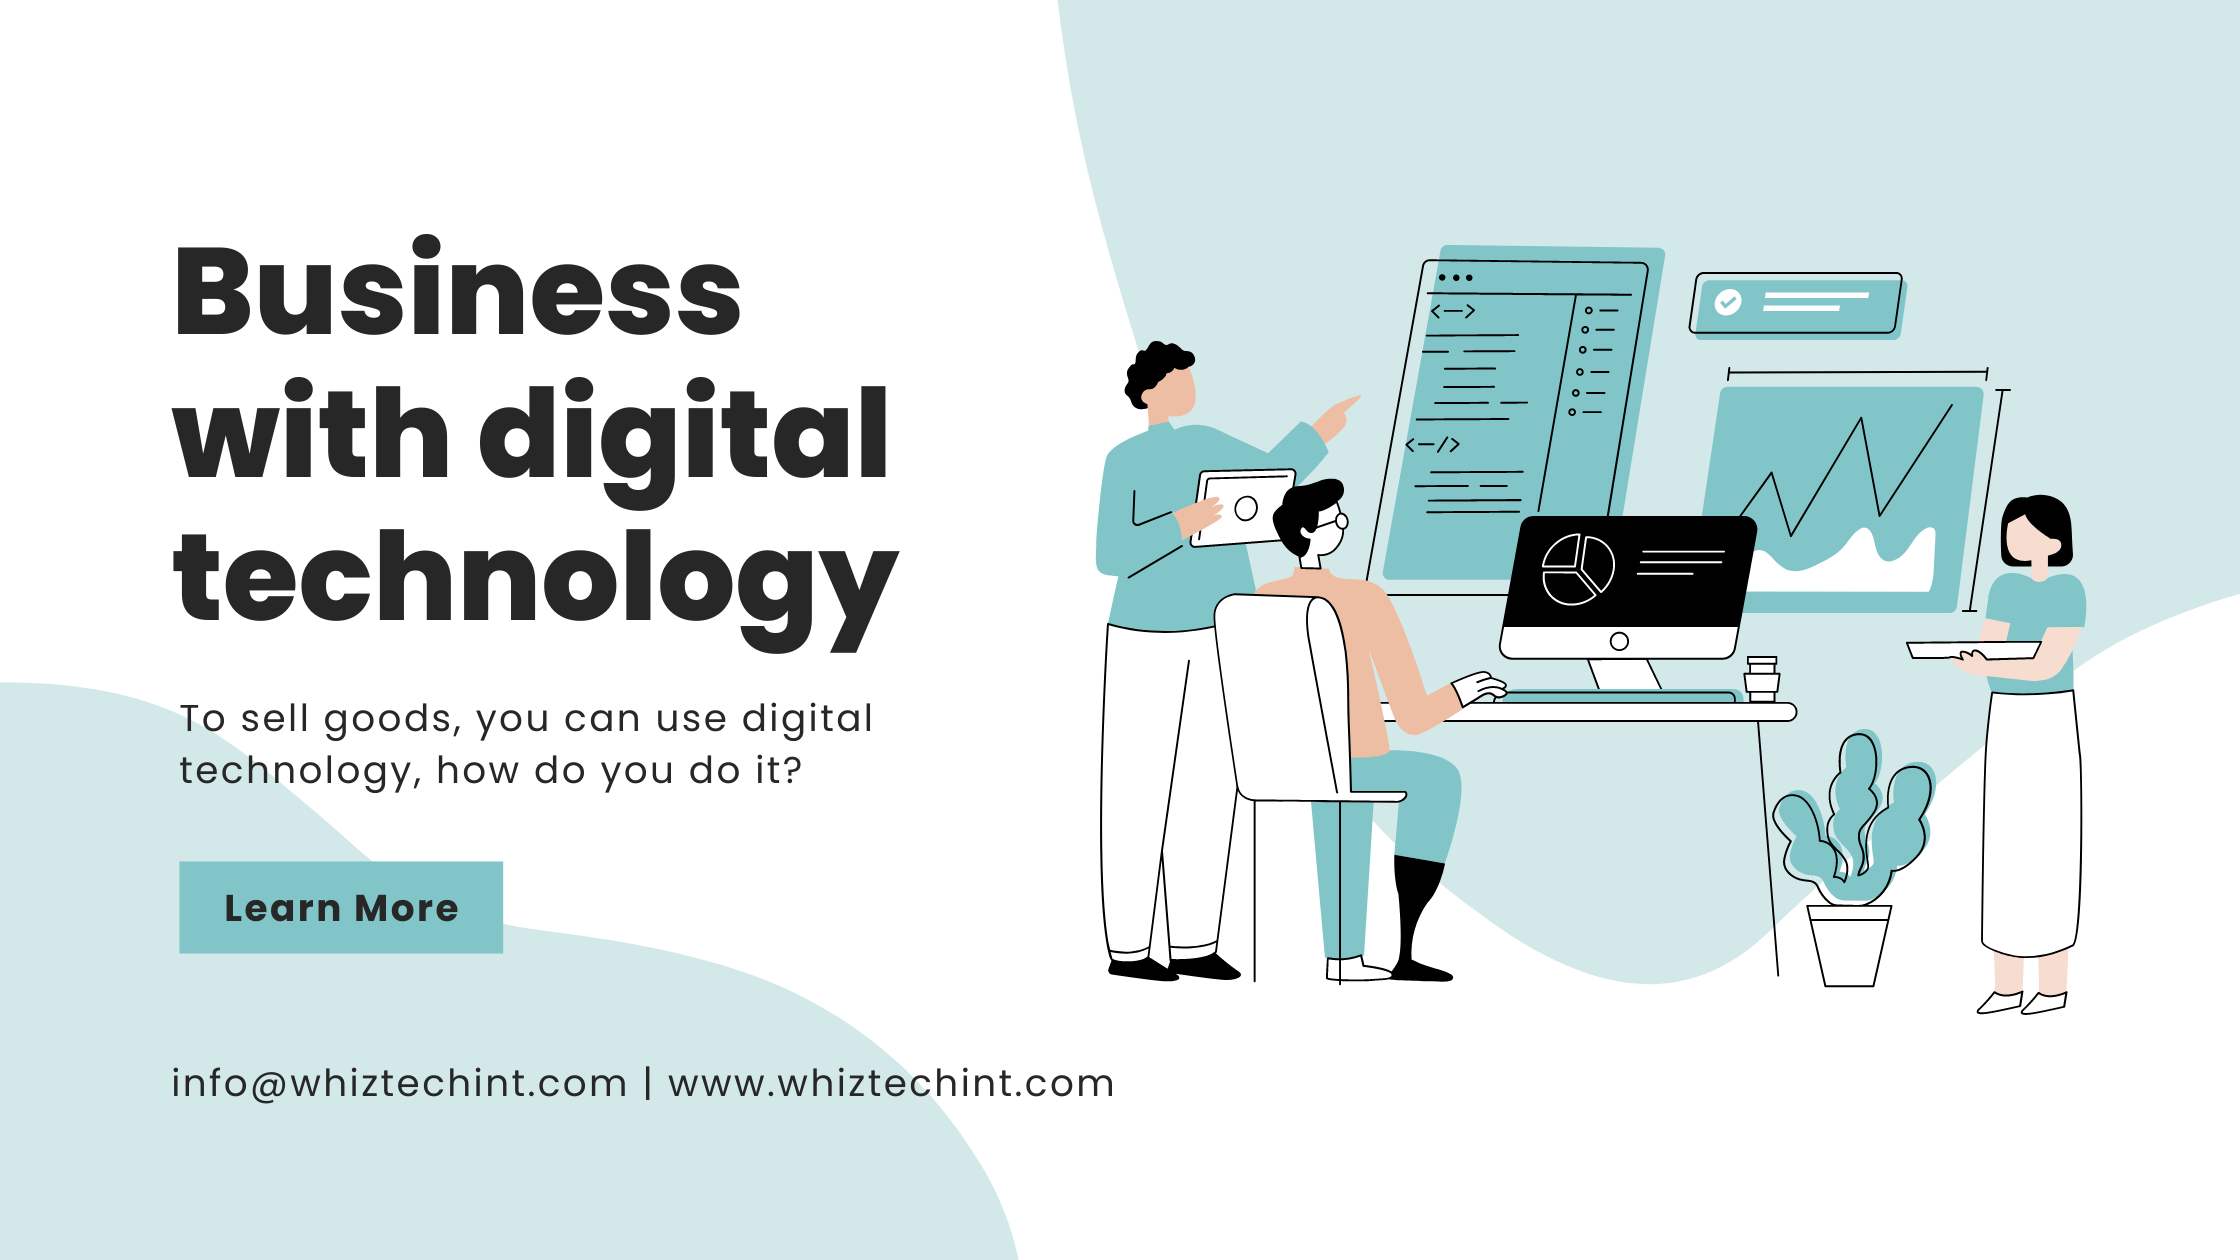 Business
with digital
technology
To sell goods, you can use digital
technology, how do you do it?
Learn More
info@whiztechint.com | www.whiztechint.com